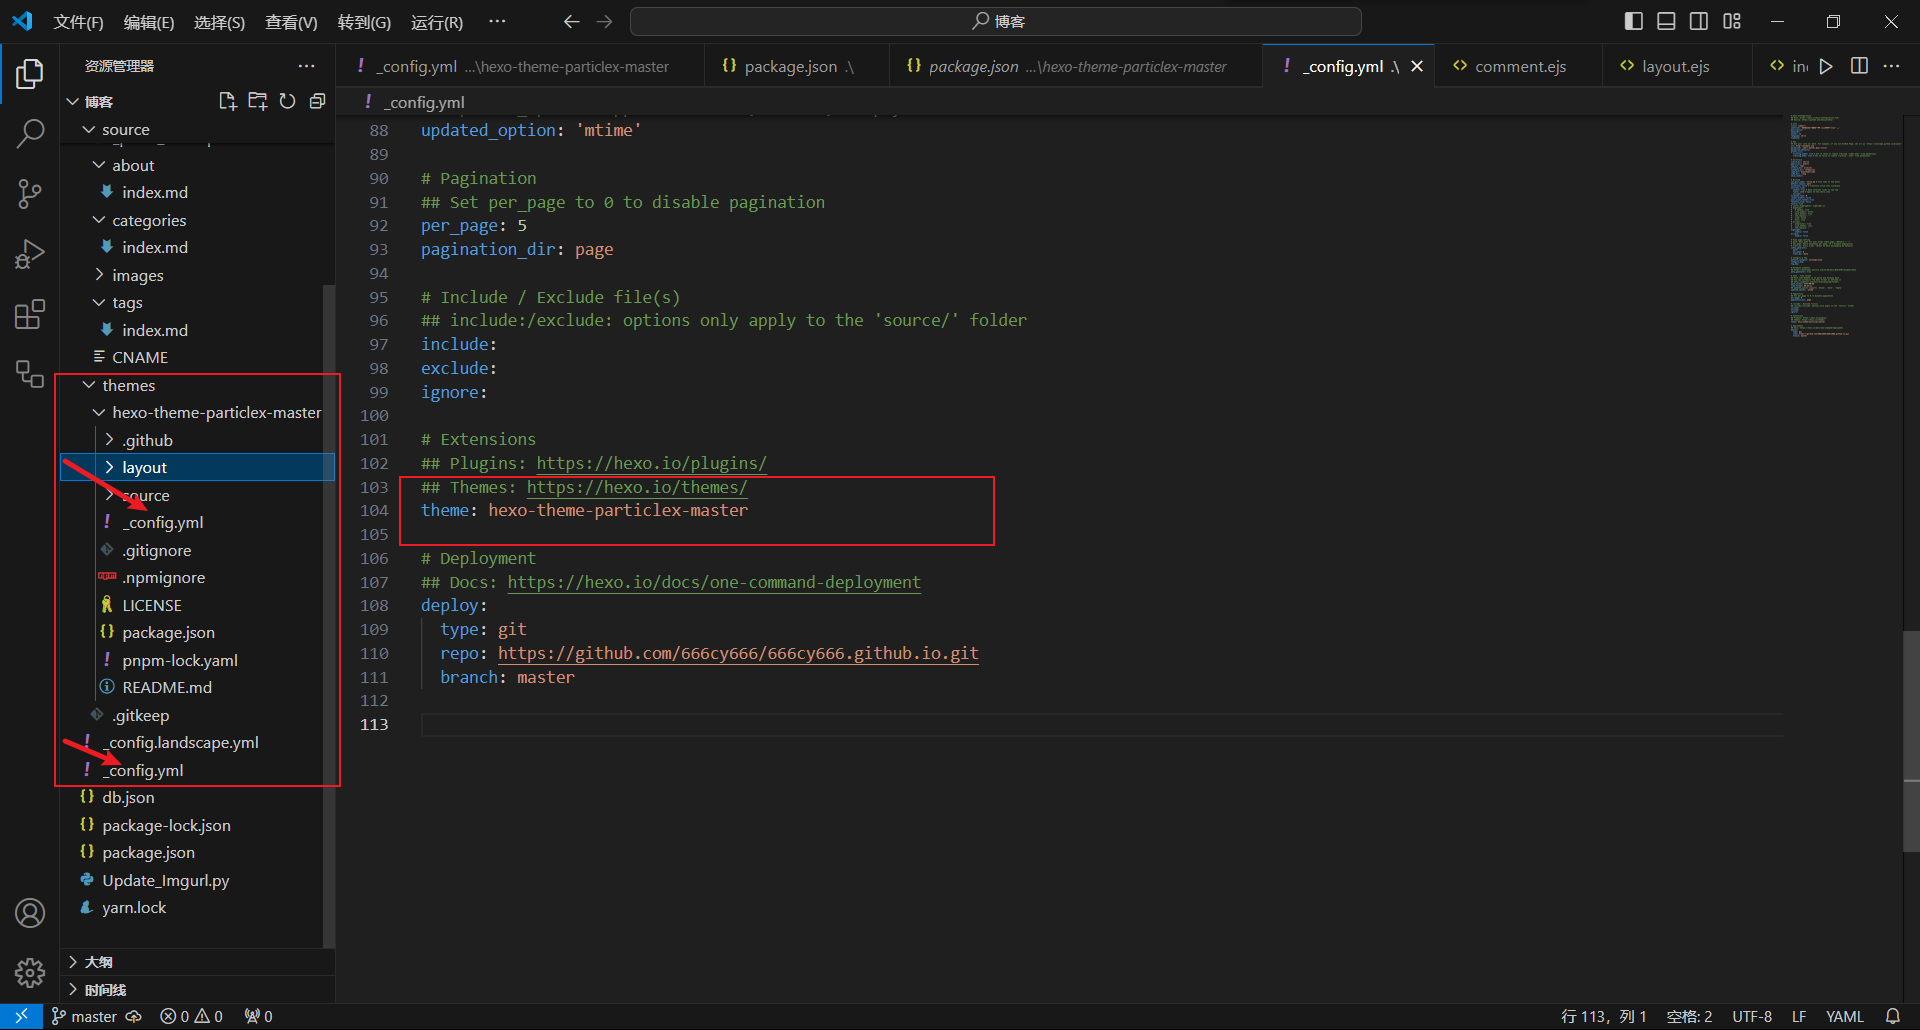 文件(F) 编辑(E) 选择(S) 查看(V) 转到(G) 运行(R) ···
博客
资源管理器
_config.yml ...\hexo-theme-particlex-master
package.json .\
package.json ...\hexo-theme-particlex-master
_config.yml .\
comment.ejs
layout.ejs
_config.yml
博客
source
about
index.md
categories
index.md
images
tags
index.md
CNAME
themes
hexo-theme-particlex-master
.github
layout
source
_config.yml
.gitignore
.npmignore
LICENSE
package.json
pnpm-lock.yaml
README.md
.gitkeep
_config.landscape.yml
_config.yml
db.json
package-lock.json
package.json
Update_Imgurl.py
yarn.lock
大纲
时间线
88 updated_option: 'mtime'
89
90 # Pagination
91 ## Set per_page to 0 to disable pagination
92 per_page: 5
93 pagination_dir: page
94
95 # Include / Exclude file(s)
96 ## include:/exclude: options only apply to the 'source/' folder
97 include:
98 exclude:
99 ignore:
100
101 # Extensions
102 ## Plugins: https://hexo.io/plugins/
103 ## Themes: https://hexo.io/themes/
104 theme: hexo-theme-particlex-master
105
106 # Deployment
107 ## Docs: https://hexo.io/docs/one-command-deployment
108 deploy:
109 type: git
110 repo: https://github.com/666cy666/666cy666.github.io.git
111 branch: master
112
113
master 0 0 0
行 113，列 1 空格: 2 UTF-8 LF YAML